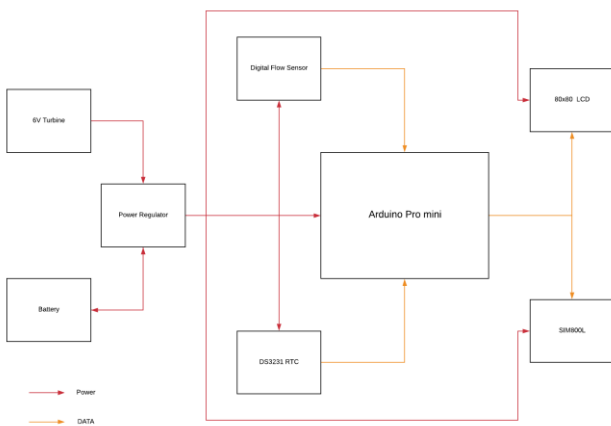 Digital Flow Sensor
80x80 LCD
6V Turbine
Power Regulator
Arduino Pro mini
Battery
DS3231 RTC
SIM800L
Power
DATA